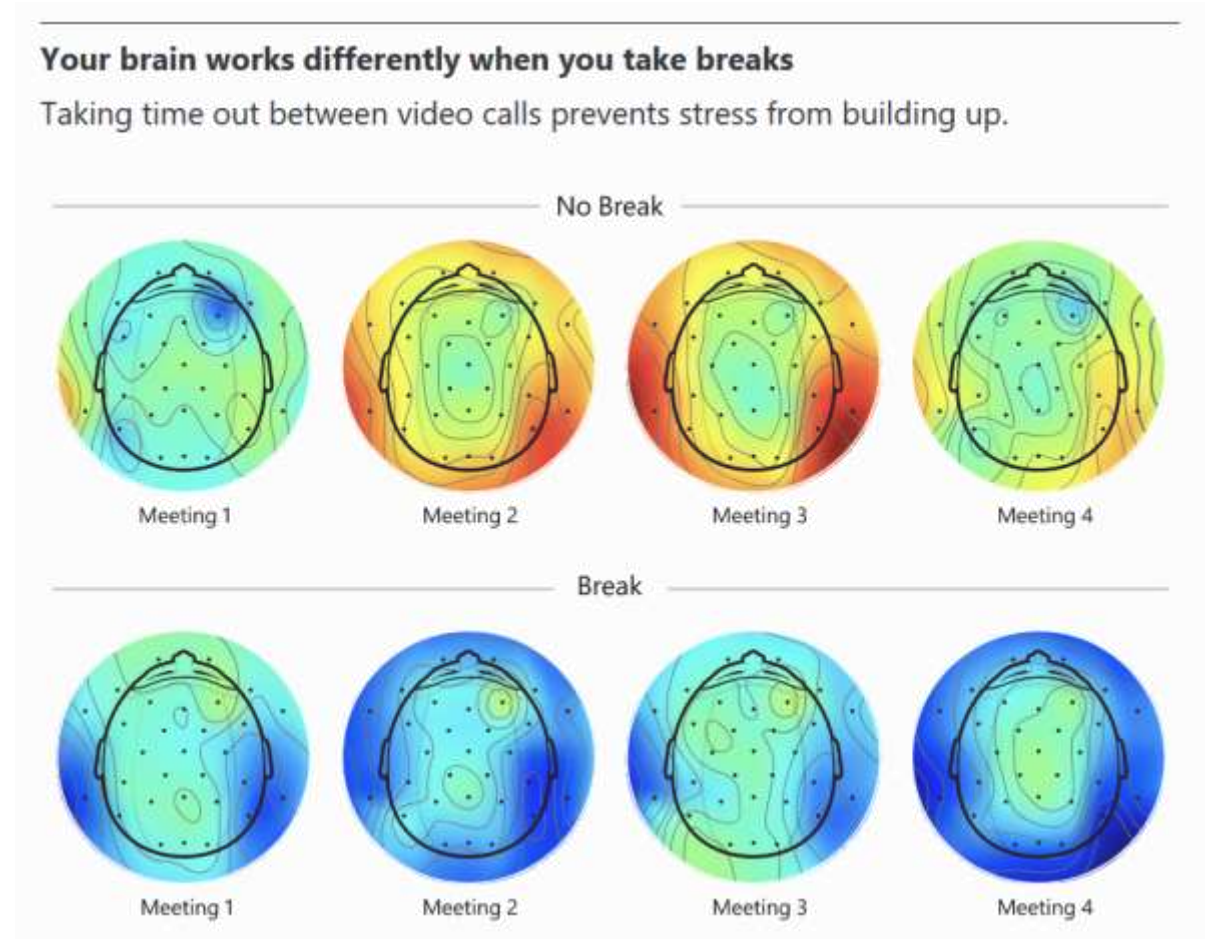 Your brain works differently when you take breaks
Taking time out between video calls prevents stress from building up.
No Break
Meeting 1
Meeting 2
Meeting 3
Meeting 4
Break
Meeting 1
Meeting 2
Meeting 3
Meeting 4